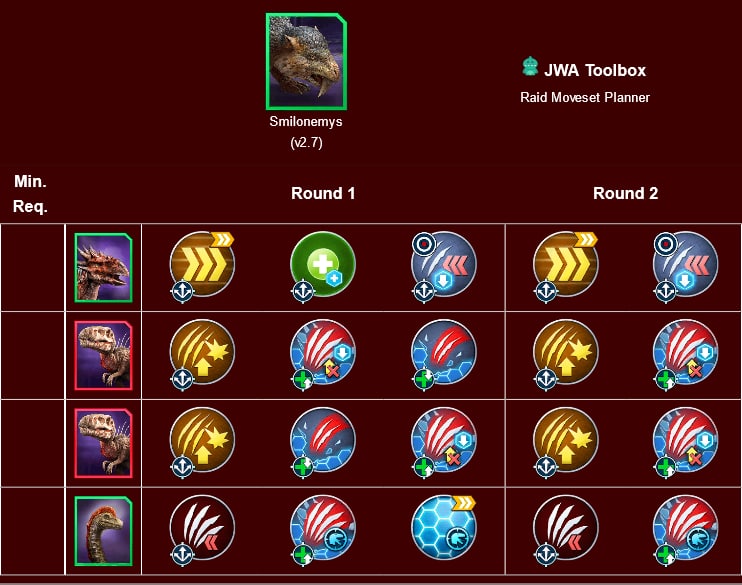 JWA Toolbox
Raid Moveset Planner
Smilonemys
(v2.7)
Min.
Req.
Round 1
Round 2